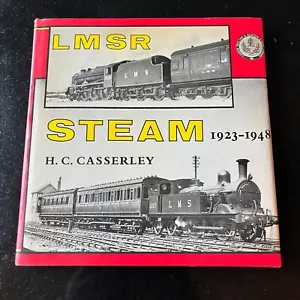 LMSR
LMS
STEAM 1923-1948
H. C. CASSERLEY
LMS